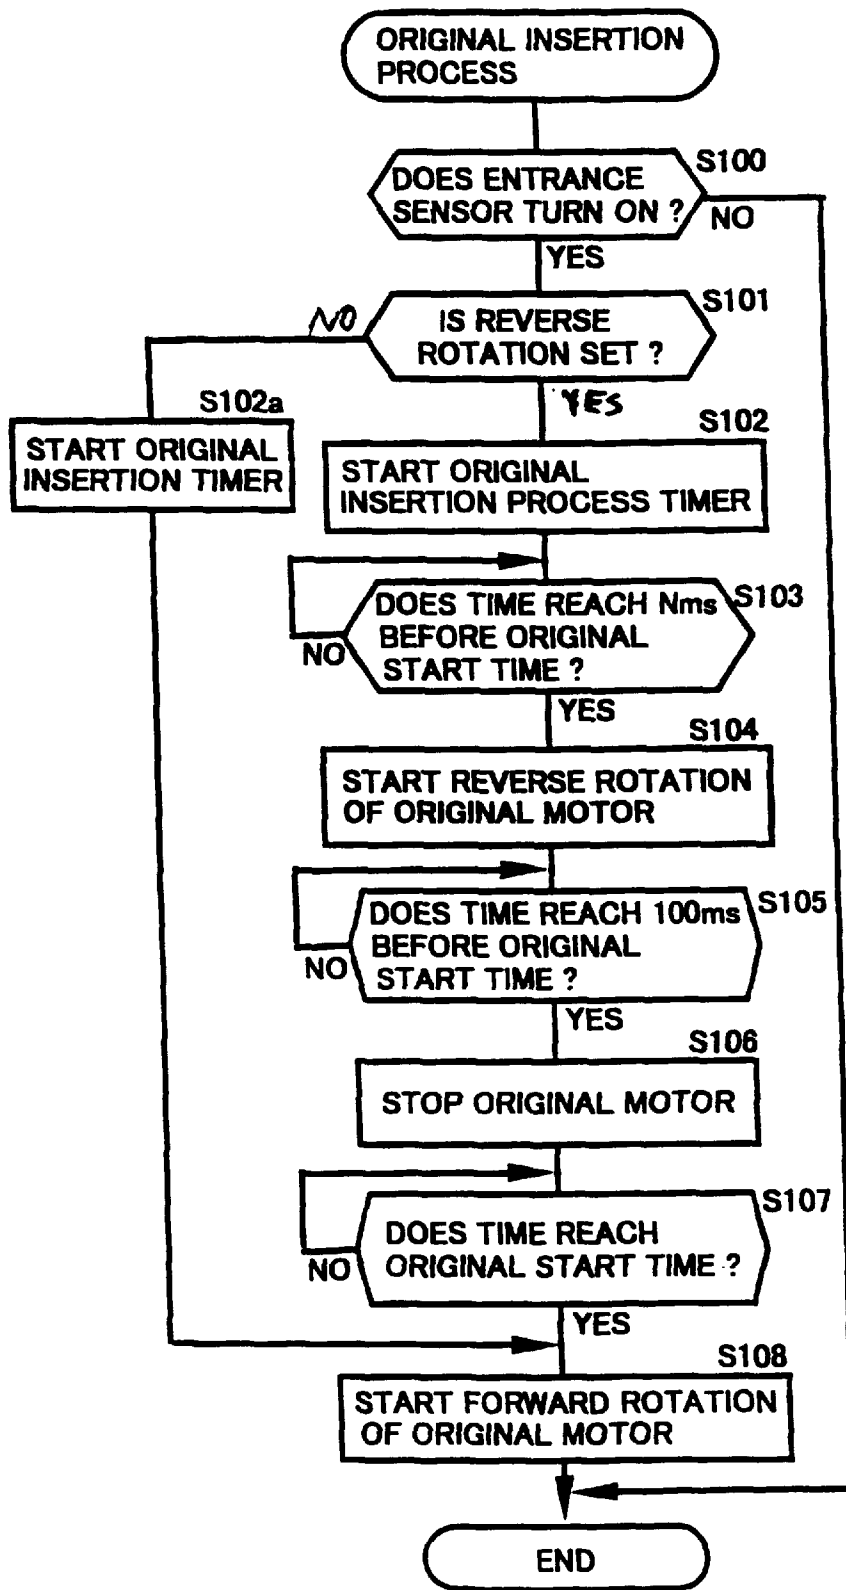 ORIGINAL INSERTION
PROCESS
S100
DOES ENTRANCE
SENSOR TURN ON ?
NO
YES
S101
NO
IS REVERSE
ROTATION SET ?
YES
S102a
START ORIGINAL
INSERTION TIMER
S102
START ORIGINAL
INSERTION PROCESS TIMER
S103
DOES TIME REACH Nms
BEFORE ORIGINAL
START TIME ?
NO
YES
S104
START REVERSE ROTATION
OF ORIGINAL MOTOR
S105
DOES TIME REACH 100ms
BEFORE ORIGINAL
START TIME ?
NO
YES
S106
STOP ORIGINAL MOTOR
S107
DOES TIME REACH
ORIGINAL START TIME ?
NO
YES
S108
START FORWARD ROTATION
OF ORIGINAL MOTOR
END